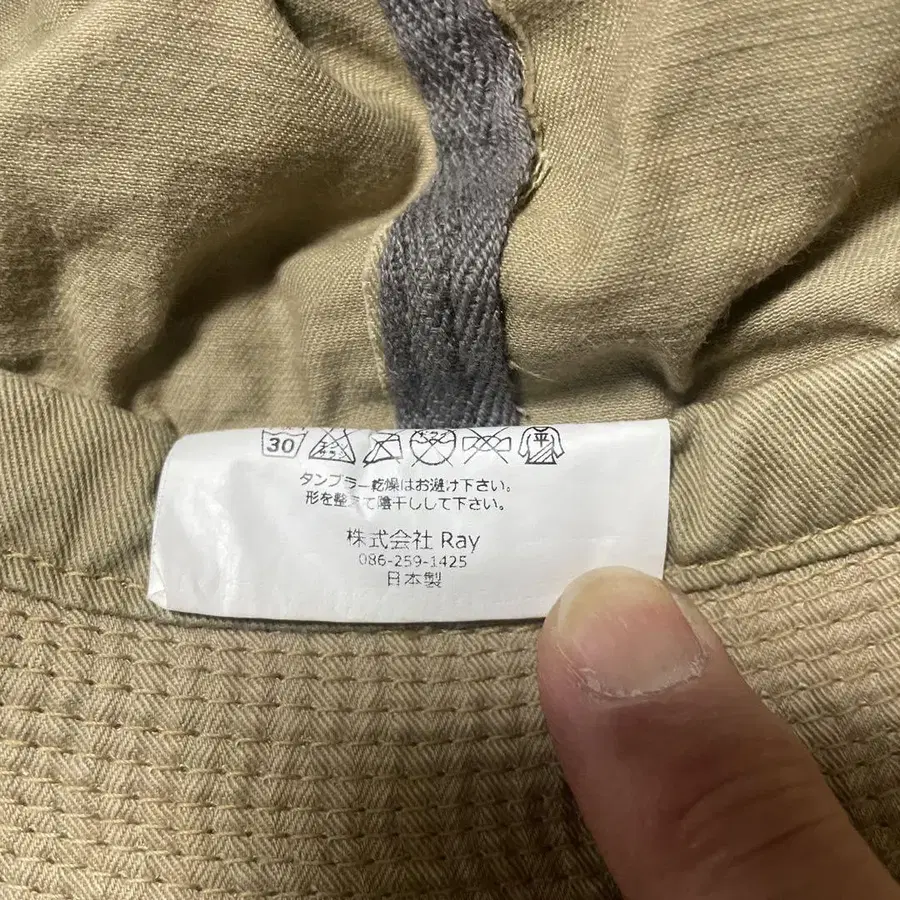 30 平
タンブラー乾燥はお避け下さい。
形を整えて陰干しして下さい。
株式会社 Ray
086-259-1425
日本製